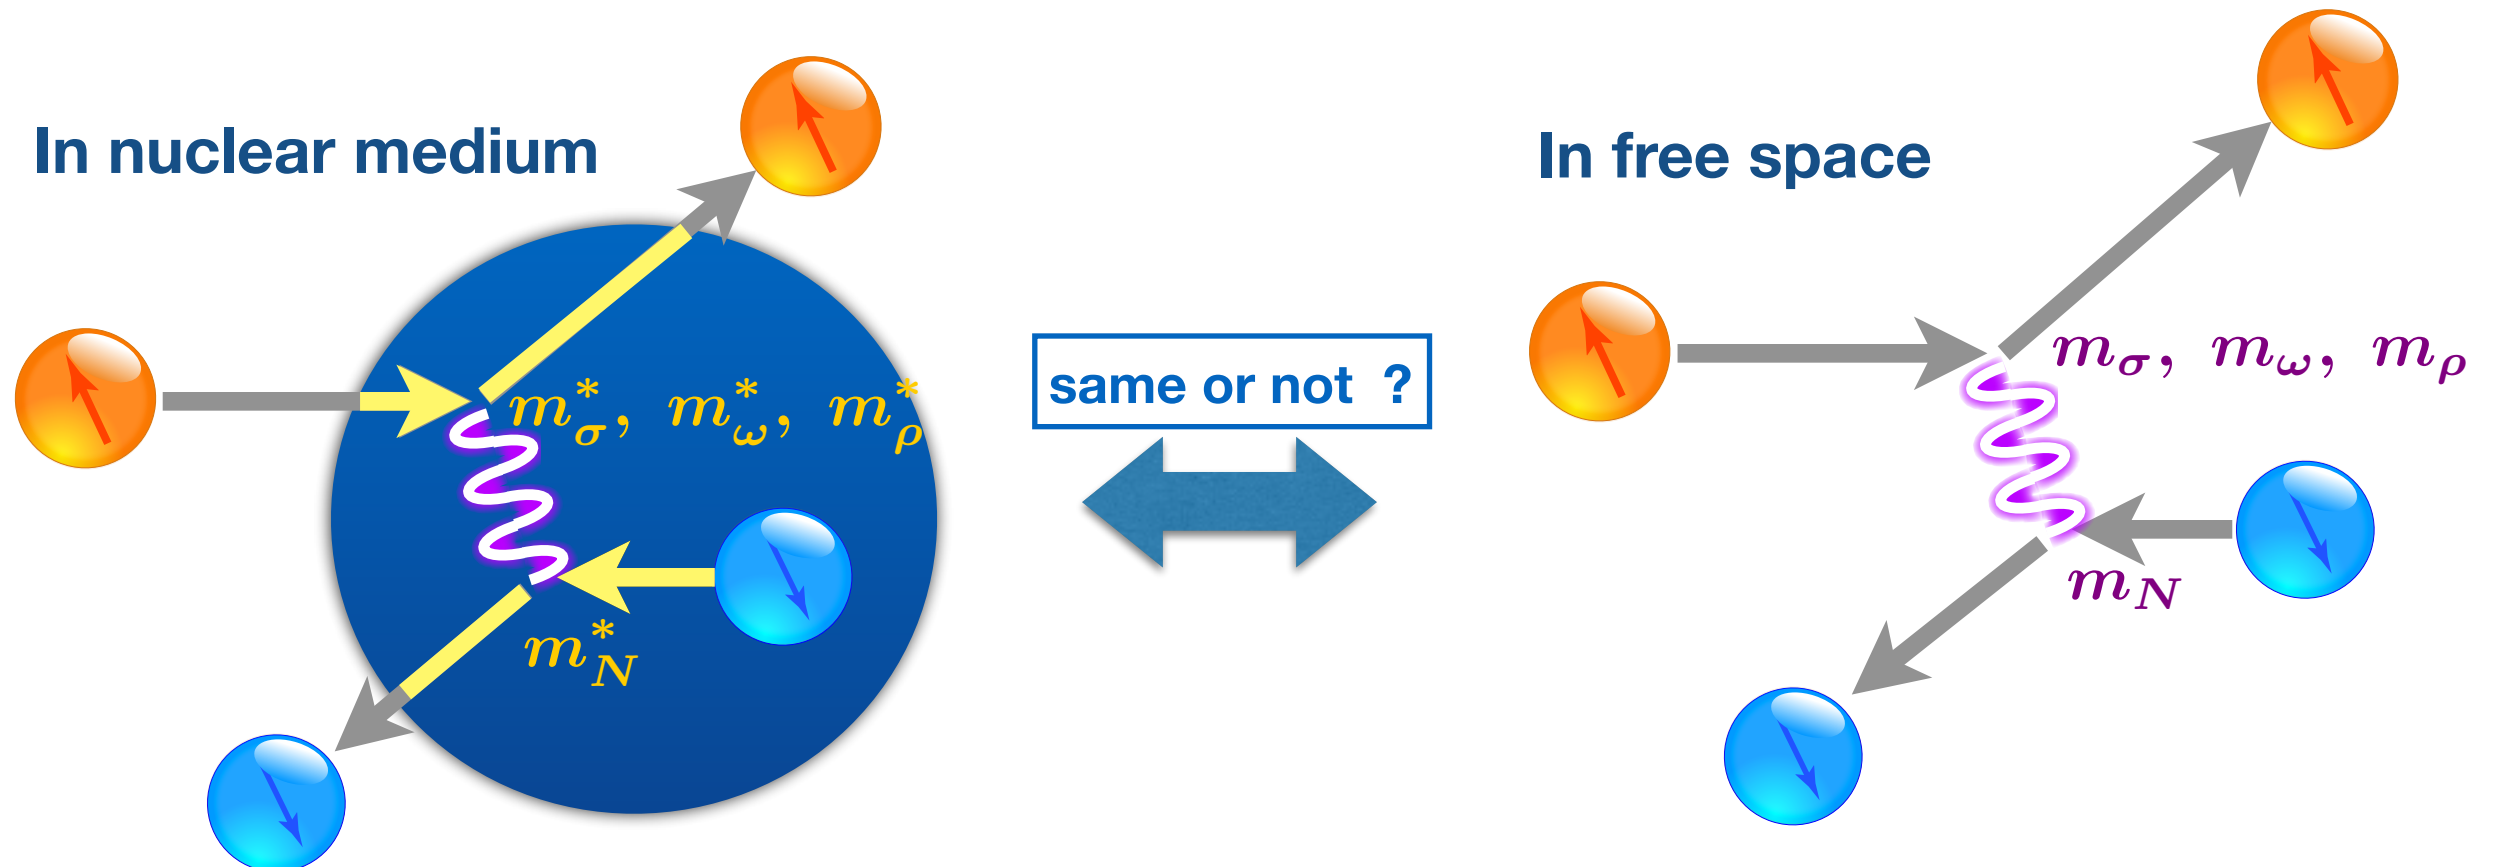 In nuclear medium
In free space
same or not ?
m*σ, m*ω, m*ρ
mσ, mω, mρ
m*N
mN